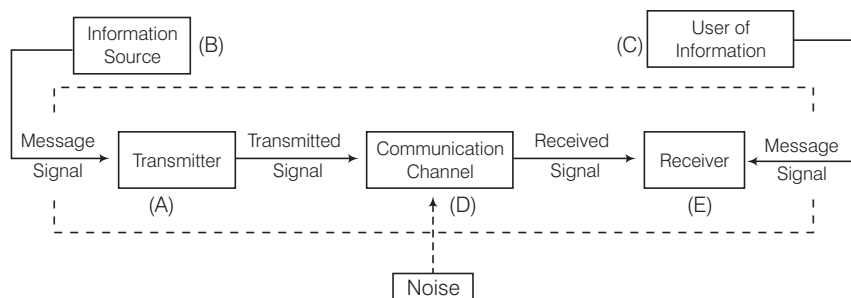 Information
Source
(B)
(C)
User of
Information
Message
Signal
Transmitter
(A)
Transmitted
Signal
Communication
Channel
(D)
Received
Signal
Receiver
(E)
Message
Signal
Noise